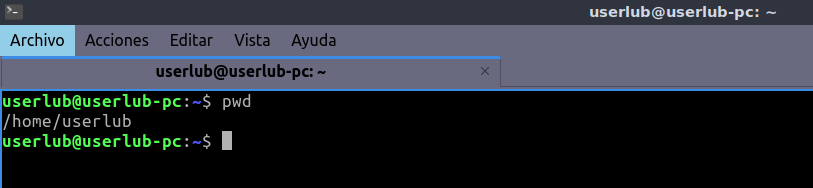 userlub@userlub-pc: ~
Archivo Acciones Editar Vista Ayuda
userlub@userlub-pc: ~ ×
userlub@userlub-pc:~$ pwd
/home/userlub
userlub@userlub-pc:~$